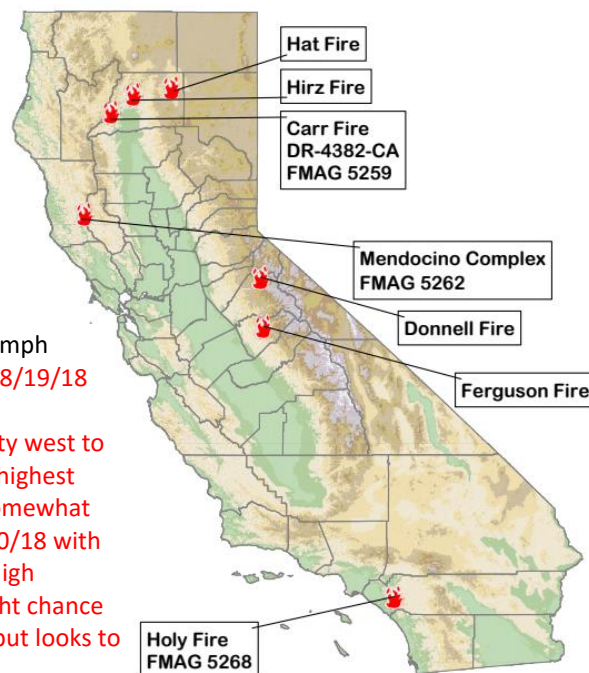 Hat Fire
Hirz Fire
Carr Fire
DR-4382-CA
FMAG 5259
Mendocino Complex
FMAG 5262
Donnell Fire
Ferguson Fire
Holy Fire
FMAG 5268
mph
8/19/18
ty west to
highest
omewhat
0/18 with
igh
ht chance
but looks to